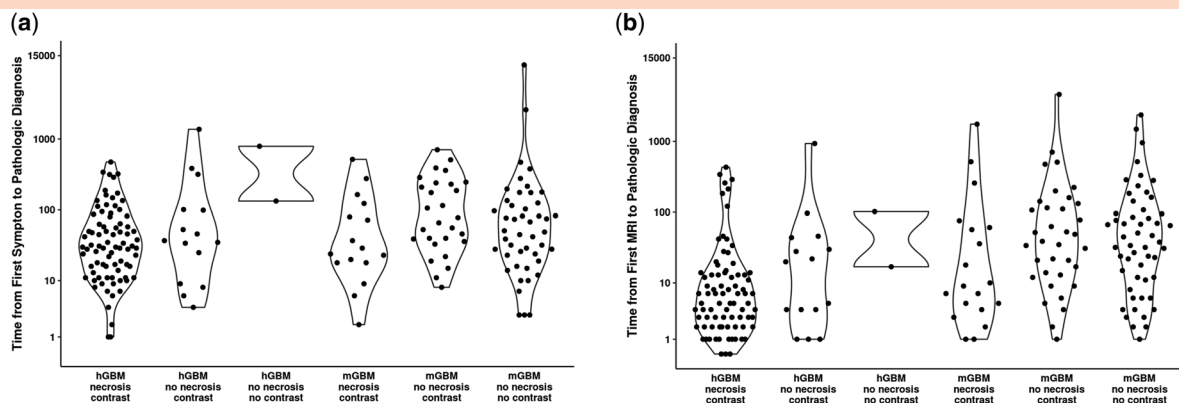 (a)
Time from First Symptom to Pathologic Diagnosis
15000
1000
100
10
1
hGBM necrosis contrast
hGBM no necrosis contrast
hGBM no necrosis no contrast
mGBM necrosis contrast
mGBM no necrosis contrast
mGBM no necrosis no contrast
(b)
Time from First MRI to Pathologic Diagnosis
15000
1000
100
10
1
hGBM necrosis contrast
hGBM no necrosis contrast
hGBM no necrosis no contrast
mGBM necrosis contrast
mGBM no necrosis contrast
mGBM no necrosis no contrast